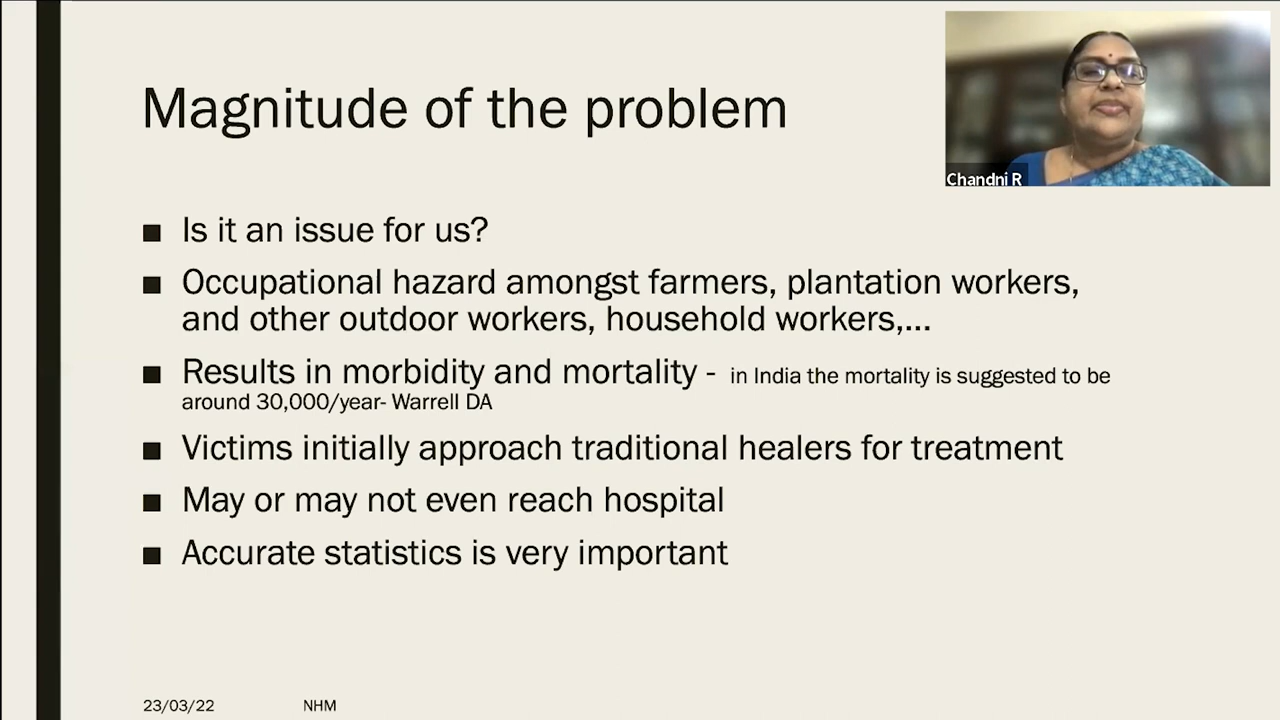 Magnitude of the problem
Chandni R
■ Is it an issue for us?
■ Occupational hazard amongst farmers, plantation workers,
and other outdoor workers, household workers,...
■ Results in morbidity and mortality - in India the mortality is suggested to be
around 30,000/year- Warrell DA
■ Victims initially approach traditional healers for treatment
■ May or may not even reach hospital
■ Accurate statistics is very important
23/03/22 NHM